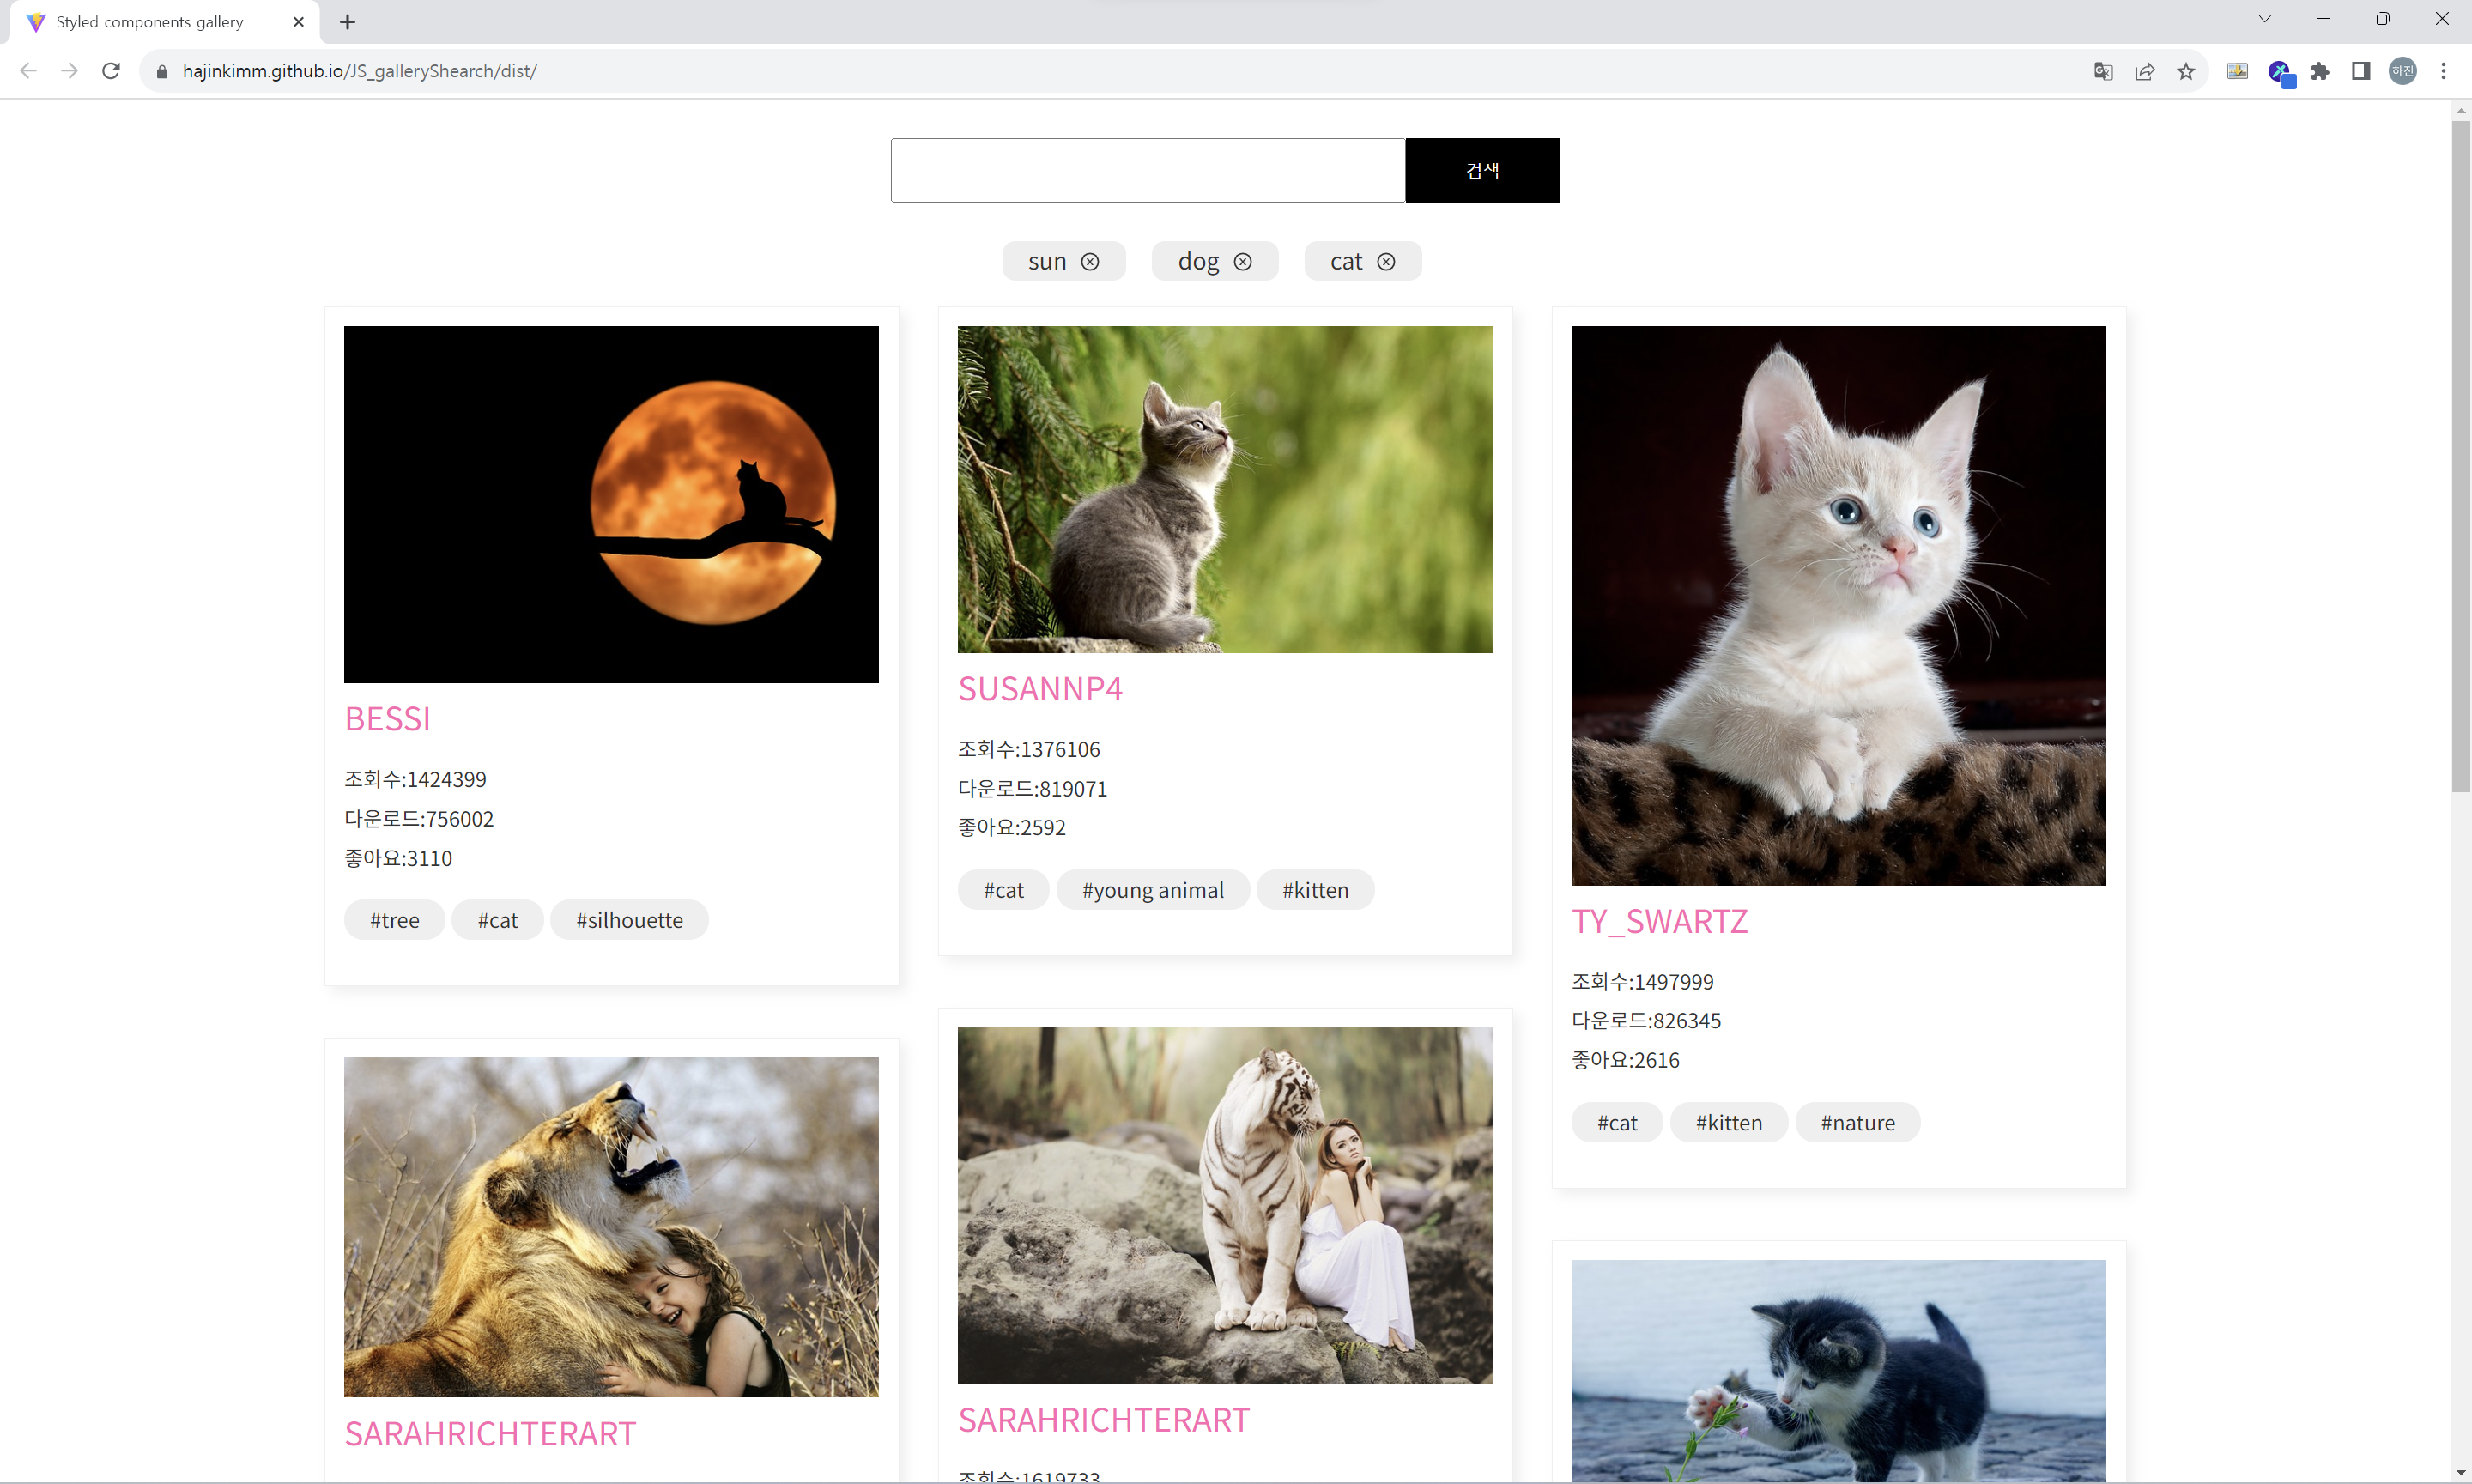 Styled components gallery
hajinkimm.github.io/JS_galleryShearch/dist/
하진
검색
sun
dog
cat
BESSI
조회수:1424399
다운로드:756002
좋아요:3110
#tree #cat #silhouette
SUSANNP4
조회수:1376106
다운로드:819071
좋아요:2592
#cat #young animal #kitten
TY_SWARTZ
조회수:1497999
다운로드:826345
좋아요:2616
#cat #kitten #nature
SARAHRICHTERART
SARAHRICHTERART
조회수:1619733